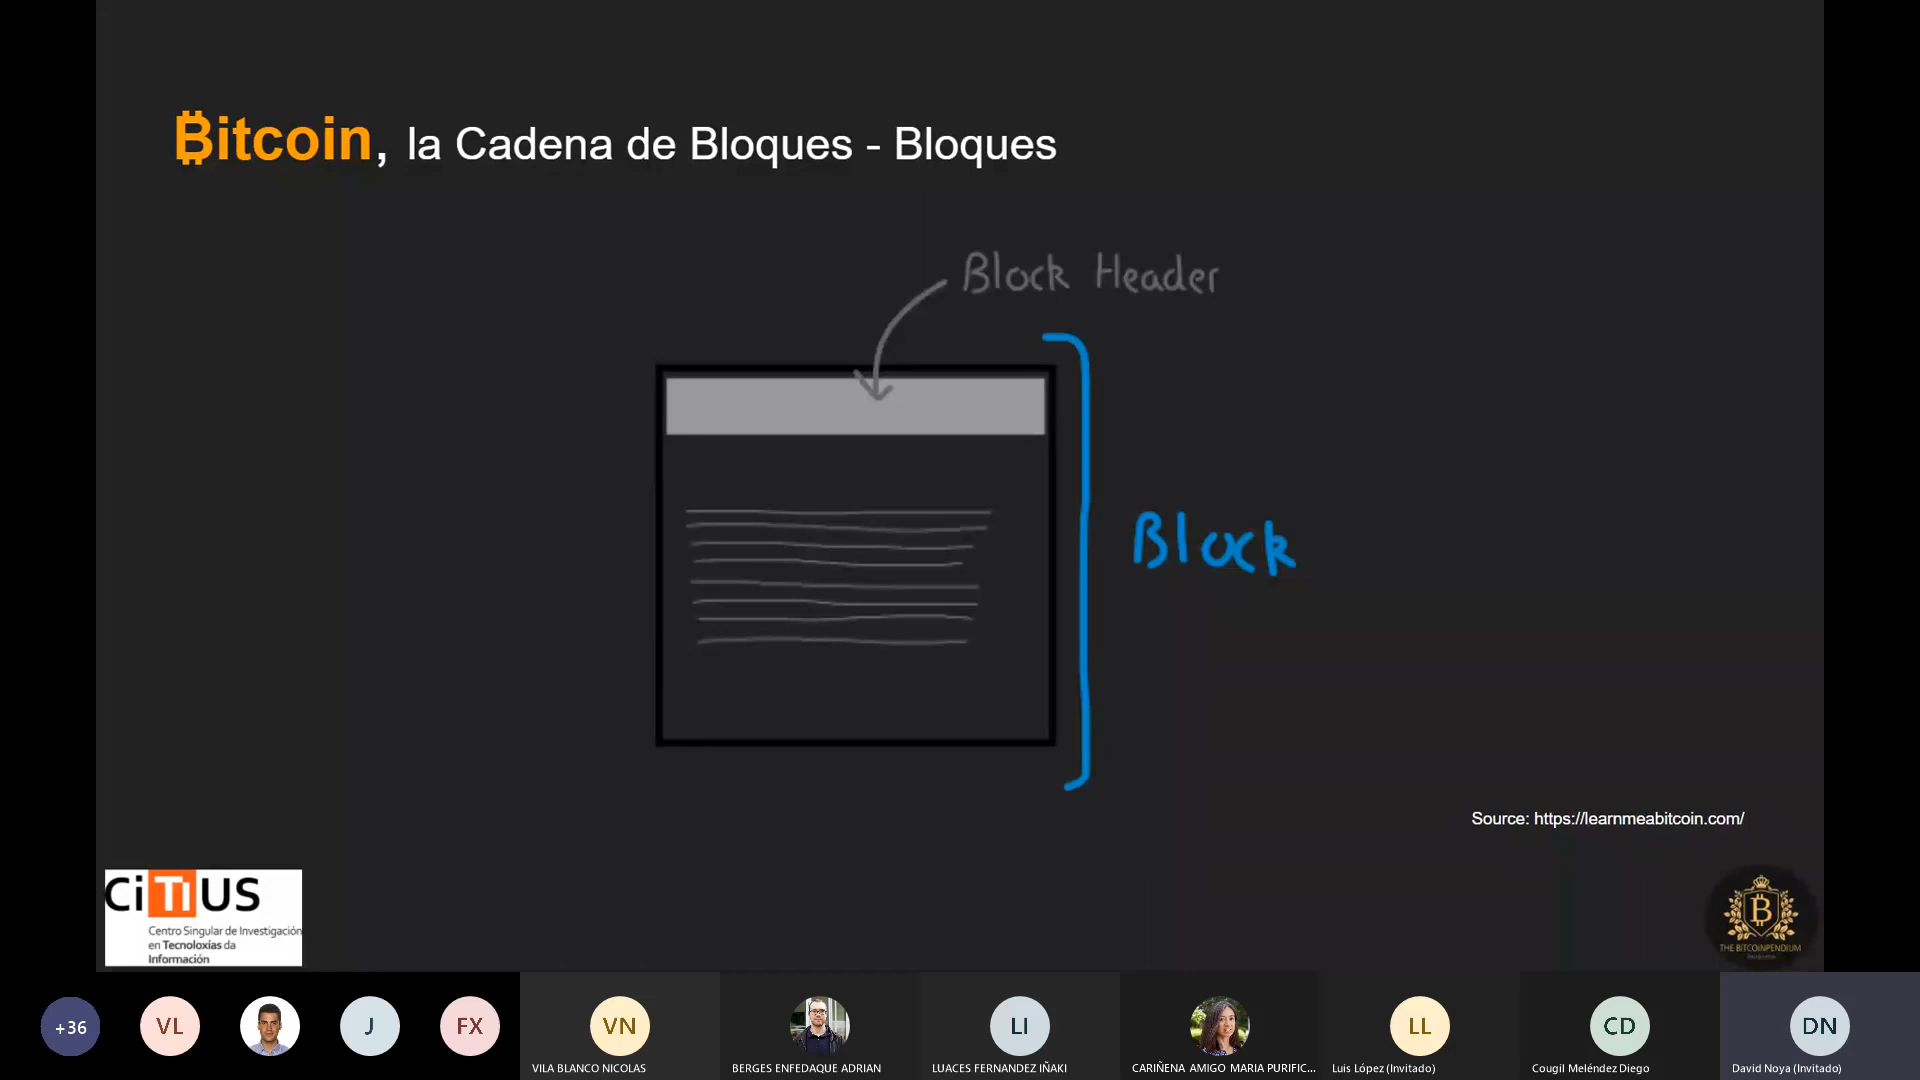 ₿itcoin, la Cadena de Bloques - Bloques
Block Header
Block
Source: https://learnmeabitcoin.com/
CiTIUS
Centro Singular de Investigación
en Tecnoloxías da
Información
B
THE BITCOINPENDIUM
+36
VL
J
FX
VN
LI
LL
CD
DN
VILA BLANCO NICOLAS
BERGES ENFEDAQUE ADRIAN
LUACES FERNANDEZ IÑAKI
CARIÑENA AMIGO MARIA PURIFIC...
Luis López (Invitado)
Cougil Meléndez Diego
David Noya (Invitado)